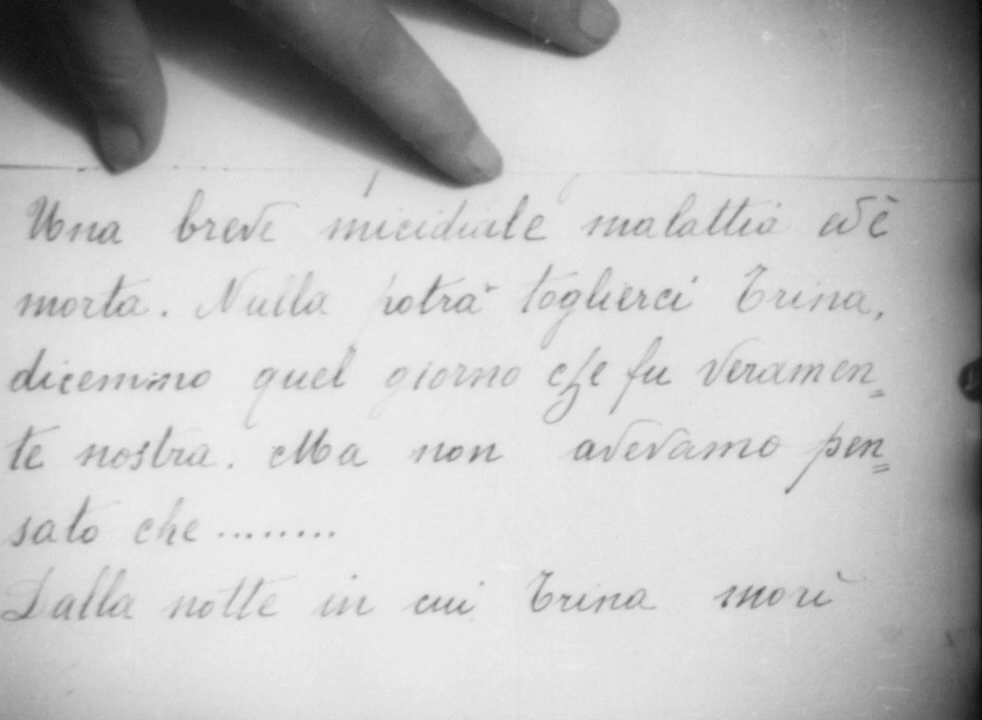 Una breve micidiale malattia ed è
morta. Nulla potrà toglierci Trina,
dicemmo quel giorno che fu veramen=
te nostra. Ma non avevamo pen=
sato che ........
Dalla notte in cui Trina morì